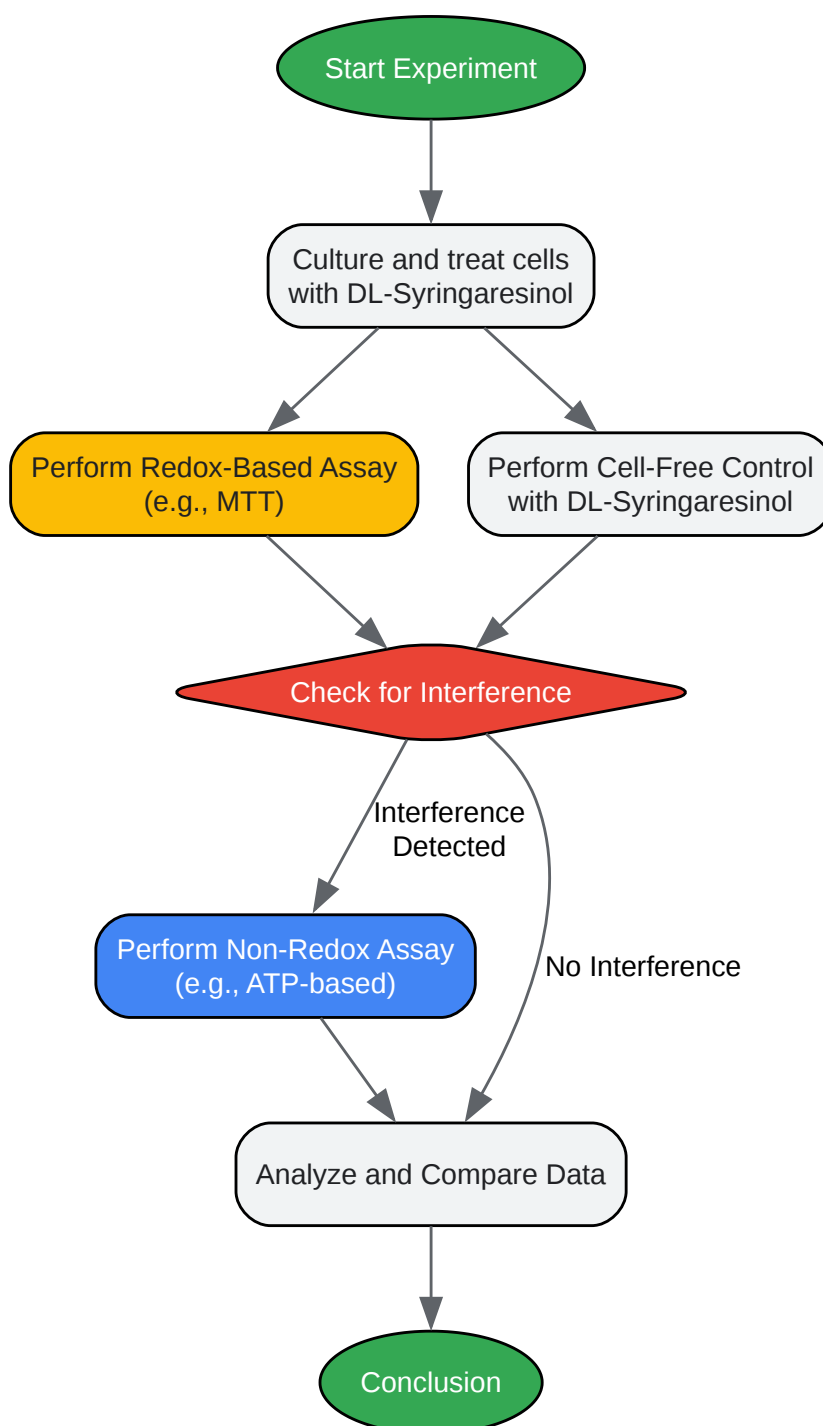 Start Experiment
Culture and treat cells
with DL-Syringaresinol
Perform Redox-Based Assay
(e.g., MTT)
Perform Cell-Free Control
with DL-Syringaresinol
Check for Interference
Interference
Detected
Perform Non-Redox Assay
(e.g., ATP-based)
No Interference
Analyze and Compare Data
Conclusion